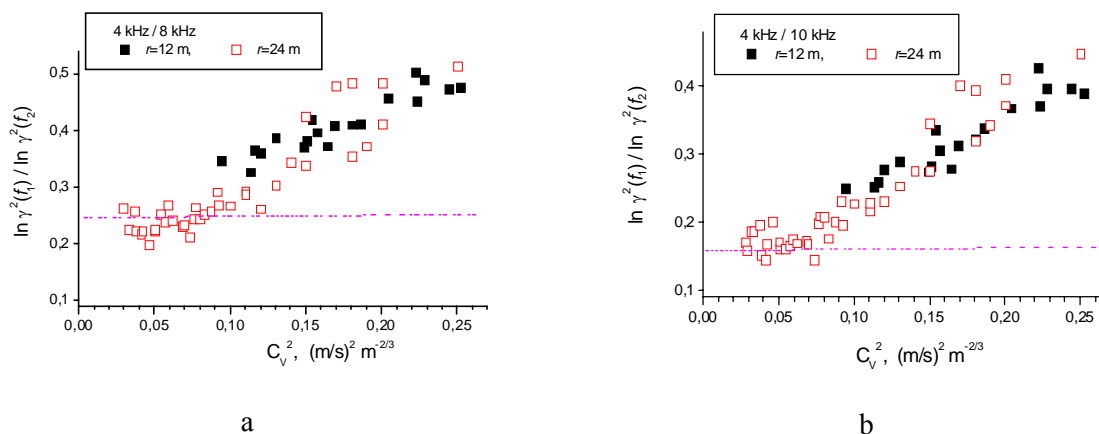 4 kHz / 8 kHz
r=12 m,
r=24 m
ln γ²(f₁) / ln γ²(f₂)
0,5
0,4
0,3
0,2
0,1
0,00
0,05
0,10
0,15
0,20
0,25
C_V², (m/s)² m^-2/3
a
4 kHz / 10 kHz
r=12 m,
r=24 m
ln γ²(f₁) / ln γ²(f₂)
0,4
0,3
0,2
0,1
0,00
0,05
0,10
0,15
0,20
0,25
C_V², (m/s)² m^-2/3
b